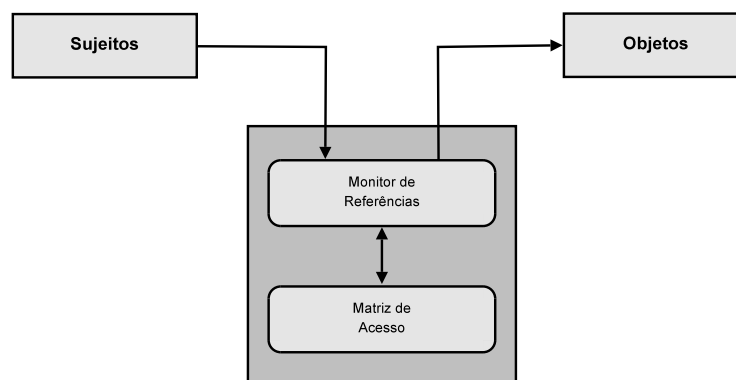 Sujeitos
Objetos
Monitor de
Referências
Matriz de
Acesso